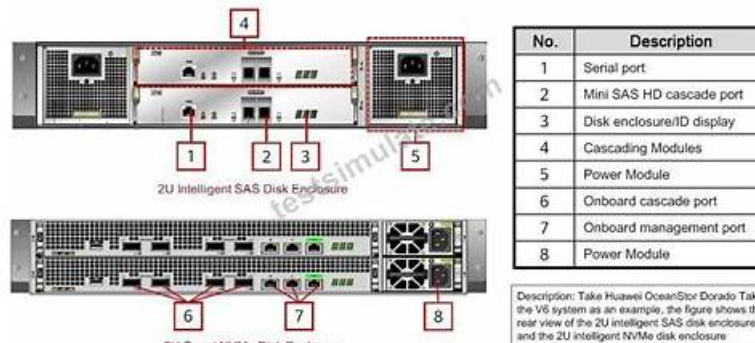 4
1
2
3
5
2U Intelligent SAS Disk Enclosure
testsimulate.com
6
7
8
No. Description
1 Serial port
2 Mini SAS HD cascade port
3 Disk enclosure/ID display
4 Cascading Modules
5 Power Module
6 Onboard cascade port
7 Onboard management port
8 Power Module
Description: Take Huawei OceanStor Dorado
the V6 system as an example, the figure shows
rear view of the 2U intelligent SAS disk enclosure
and the 2U intelligent NVMe disk enclosure